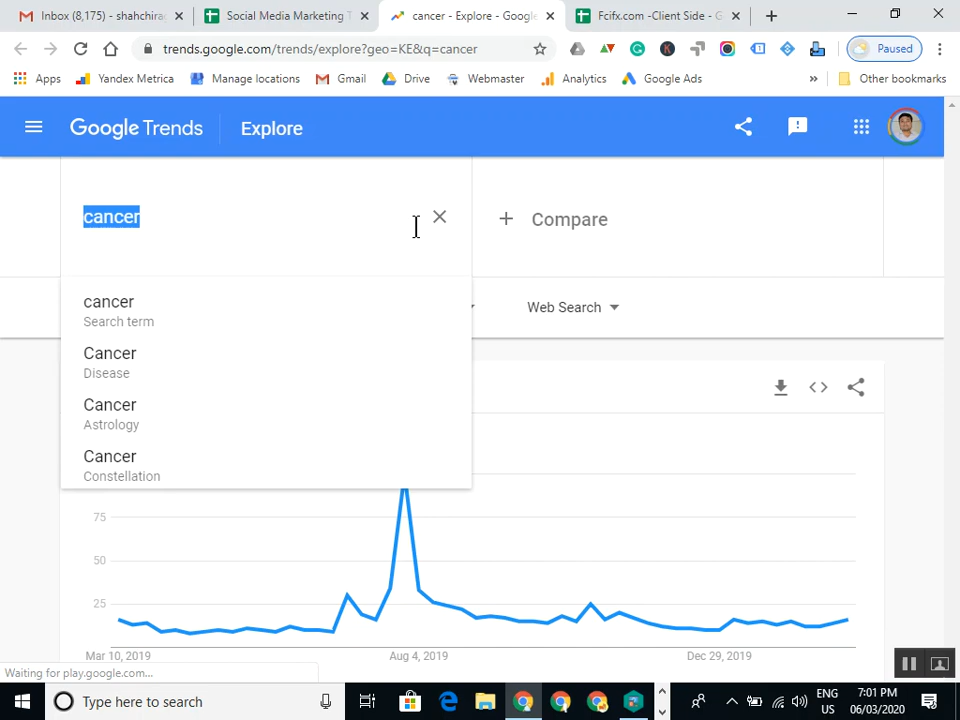 Inbox (8,175) - shahchira
Social Media Marketing T
cancer - Explore - Google
Fcifx.com -Client Side - G
trends.google.com/trends/explore?geo=KE&q=cancer
Paused
Apps
Yandex Metrica
Manage locations
Gmail
Drive
Webmaster
Analytics
Google Ads
»
Other bookmarks
Google Trends
Explore
cancer
+ Compare
cancer
Search term
Web Search
Cancer
Disease
Cancer
Astrology
Cancer
Constellation
75
50
25
Mar 10, 2019
Aug 4, 2019
Dec 29, 2019
Waiting for play.google.com...
Type here to search
ENG
US
7:01 PM
06/03/2020